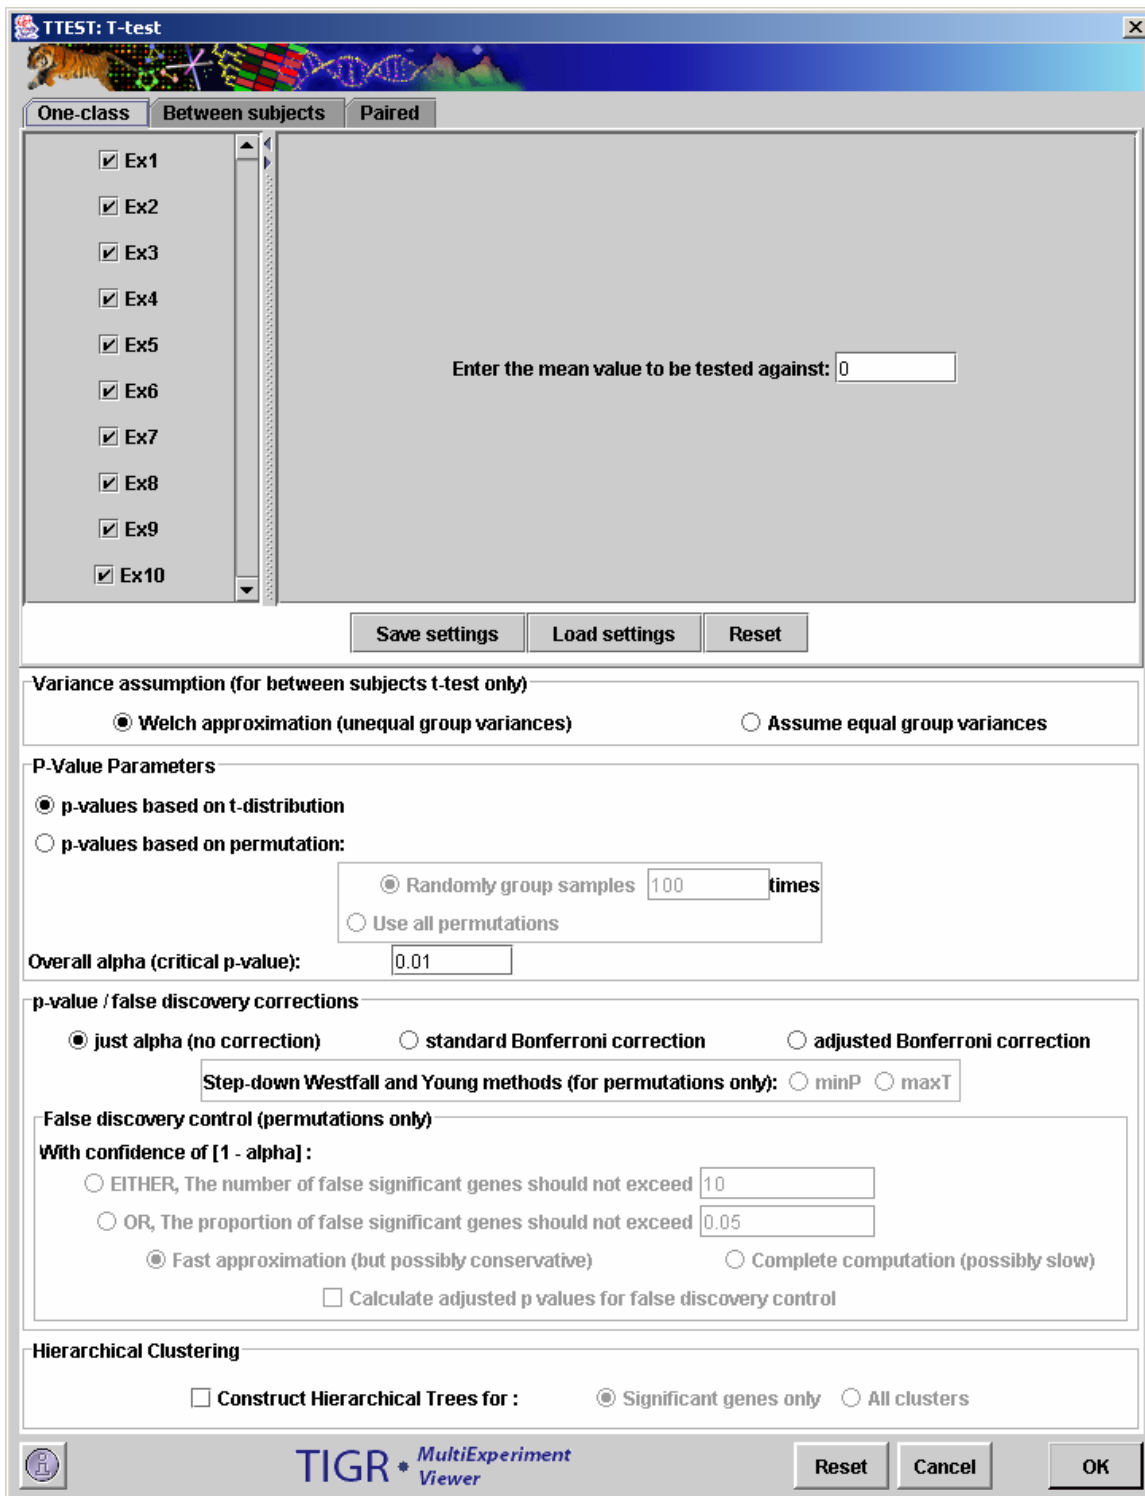 TTEST: T-test
One-class Between subjects Paired
Ex1
Ex2
Ex3
Ex4
Ex5
Ex6
Ex7
Ex8
Ex9
Ex10
Enter the mean value to be tested against: 0
Save settings Load settings Reset
Variance assumption (for between subjects t-test only)
Welch approximation (unequal group variances) Assume equal group variances
P-Value Parameters
p-values based on t-distribution
p-values based on permutation:
Randomly group samples 100 times
Use all permutations
Overall alpha (critical p-value): 0.01
p-value / false discovery corrections
just alpha (no correction) standard Bonferroni correction adjusted Bonferroni correction
Step-down Westfall and Young methods (for permutations only): minP maxT
False discovery control (permutations only)
With confidence of [1 - alpha] :
EITHER, The number of false significant genes should not exceed 10
OR, The proportion of false significant genes should not exceed 0.05
Fast approximation (but possibly conservative) Complete computation (possibly slow)
Calculate adjusted p values for false discovery control
Hierarchical Clustering
Construct Hierarchical Trees for : Significant genes only All clusters
TIGR • MultiExperiment
Viewer
Reset Cancel OK